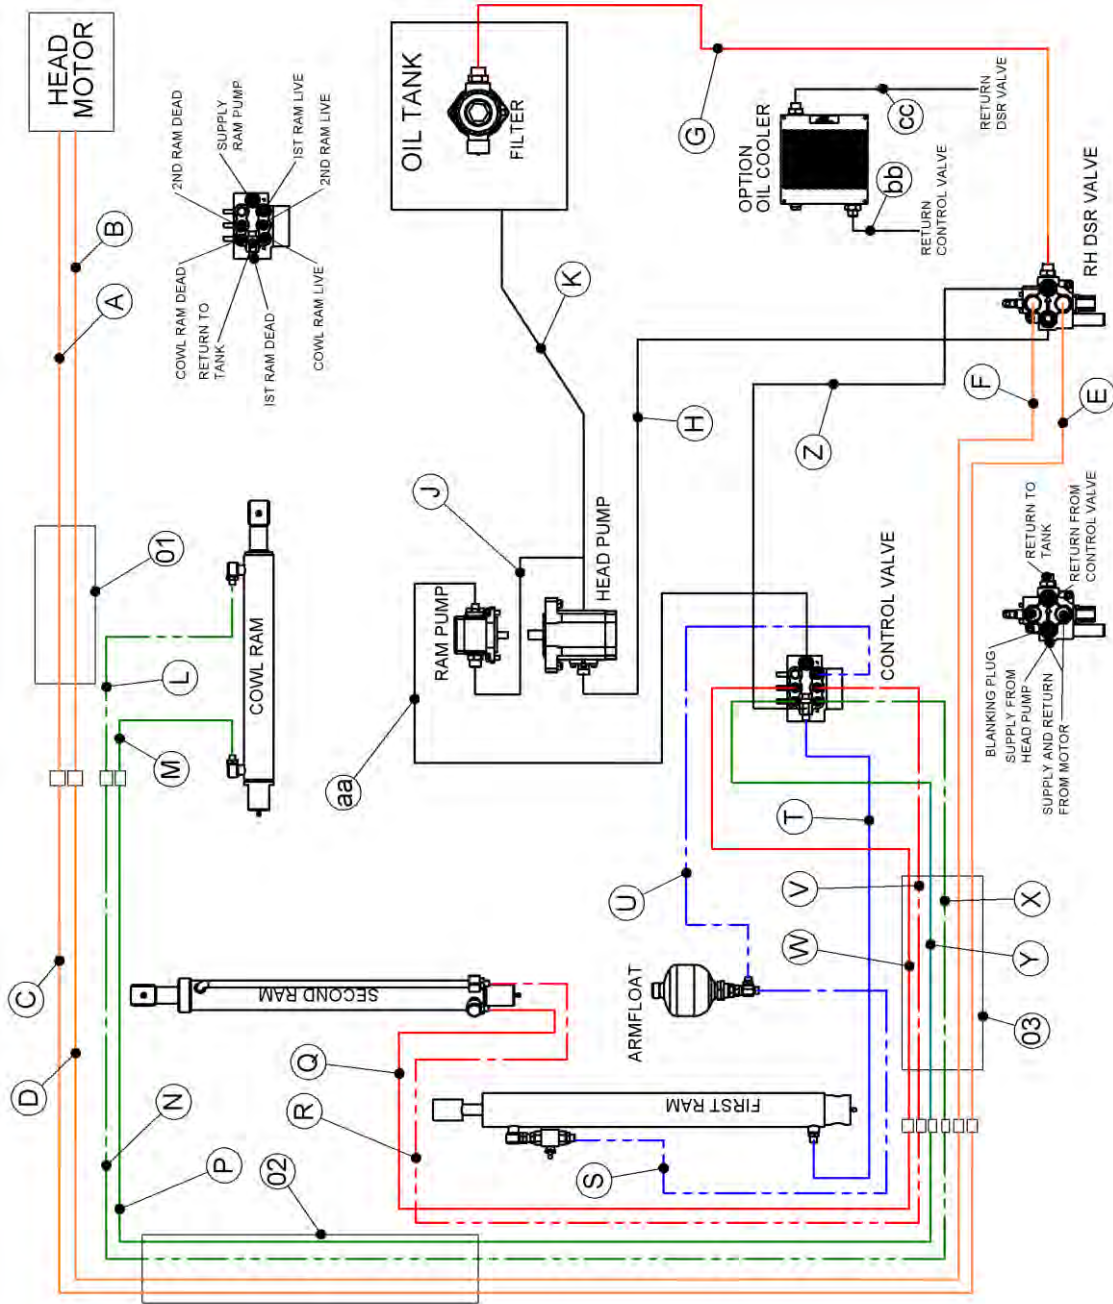 HEAD
MOTOR
A
B
C
D
N
P
02
01
L
M
COWL RAM
SECOND RAM
Q
R
FIRST RAM
S
ARMFLOAT
U
T
W
V
Y
X
03
2ND RAM DEAD
SUPPLY
RAM PUMP
IST RAM LIVE
2ND RAM LIVE
COWL RAM DEAD
RETURN TO
TANK
IST RAM DEAD
COWL RAM LIVE
OIL TANK
FILTER
G
K
J
H
aa
RAM PUMP
HEAD PUMP
CONTROL VALVE
Z
OPTION
OIL COOLER
cc
RETURN
DSR VALVE
bb
RETURN
CONTROL VALVE
RH DSR VALVE
F
E
BLANKING PLUG
SUPPLY FROM
HEAD PUMP
SUPPLY AND RETURN
FROM MOTOR
RETURN TO
TANK
RETURN FROM
CONTROL VALVE